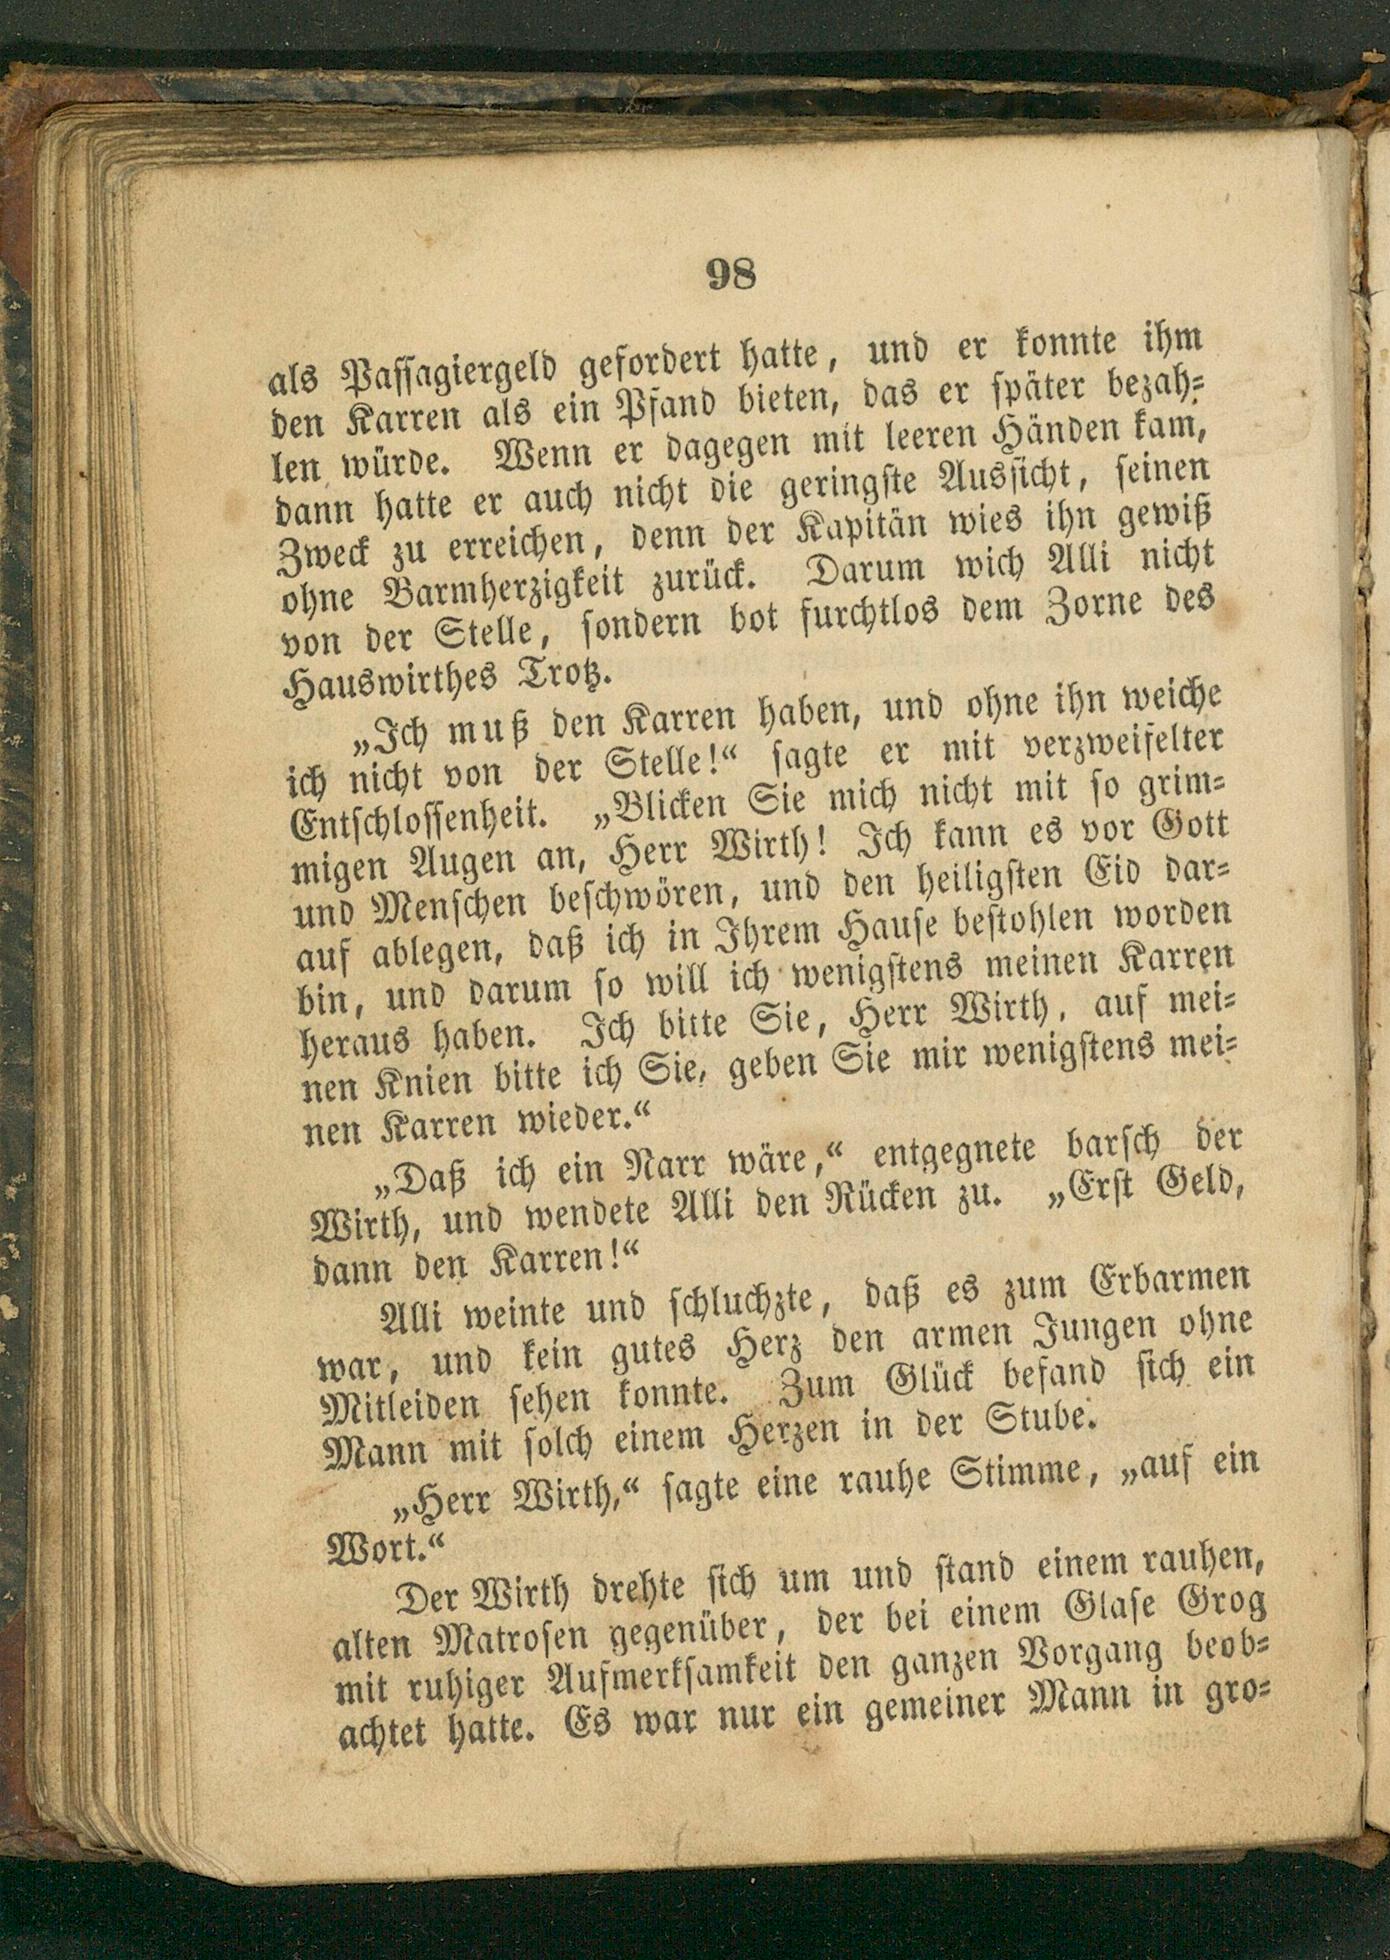 98
als Passagiergeld gefordert hatte, und er konnte ihm
den Karren als ein Pfand bieten, das er später bezah-
len würde. Wenn er dagegen mit leeren Händen kam,
dann hatte er auch nicht die geringste Aussicht, seinen
Zweck zu erreichen, denn der Kapitän wies ihn gewiß
ohne Barmherzigkeit zurück. Darum wich Alli nicht
von der Stelle, sondern bot furchtlos dem Zorne des
Hauswirthes Trotz.
„Ich muß den Karren haben, und ohne ihn weiche
ich nicht von der Stelle!“ sagte er mit verzweifelter
Entschlossenheit. „Blicken Sie mich nicht mit so grim-
migen Augen an, Herr Wirth! Ich kann es vor Gott
und Menschen beschwören, und den heiligsten Eid dar-
auf ablegen, daß ich in Ihrem Hause bestohlen worden
bin, und darum so will ich wenigstens meinen Karren
heraus haben. Ich bitte Sie, Herr Wirth, auf mei-
nen Knien bitte ich Sie, geben Sie mir wenigstens mei-
nen Karren wieder.“
„Daß ich ein Narr wäre,“ entgegnete barsch der
Wirth, und wendete Alli den Rücken zu. „Erst Geld,
dann den Karren!“
Alli weinte und schluchzte, daß es zum Erbarmen
war, und kein gutes Herz den armen Jungen ohne
Mitleiden sehen konnte. Zum Glück befand sich ein
Mann mit solch einem Herzen in der Stube.
„Herr Wirth,“ sagte eine rauhe Stimme, „auf ein
Wort.“
Der Wirth drehte sich um und stand einem rauhen,
alten Matrosen gegenüber, der bei einem Glase Grog
mit ruhiger Aufmerksamkeit den ganzen Vorgang beob-
achtet hatte. Es war nur ein gemeiner Mann in gro-